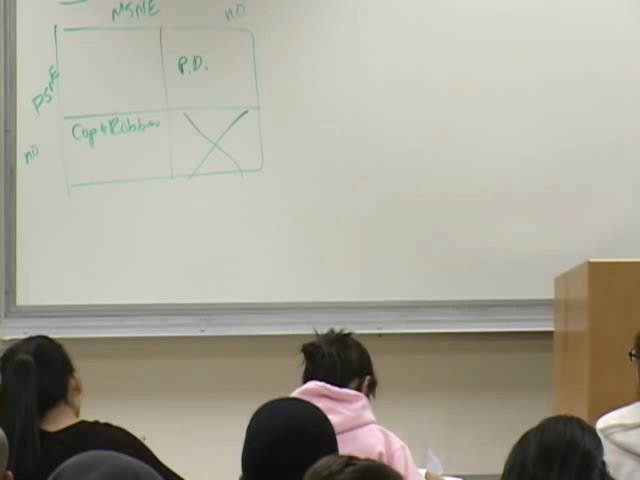 MSNE no
P.D.
PSNE
Cop + Robber
no